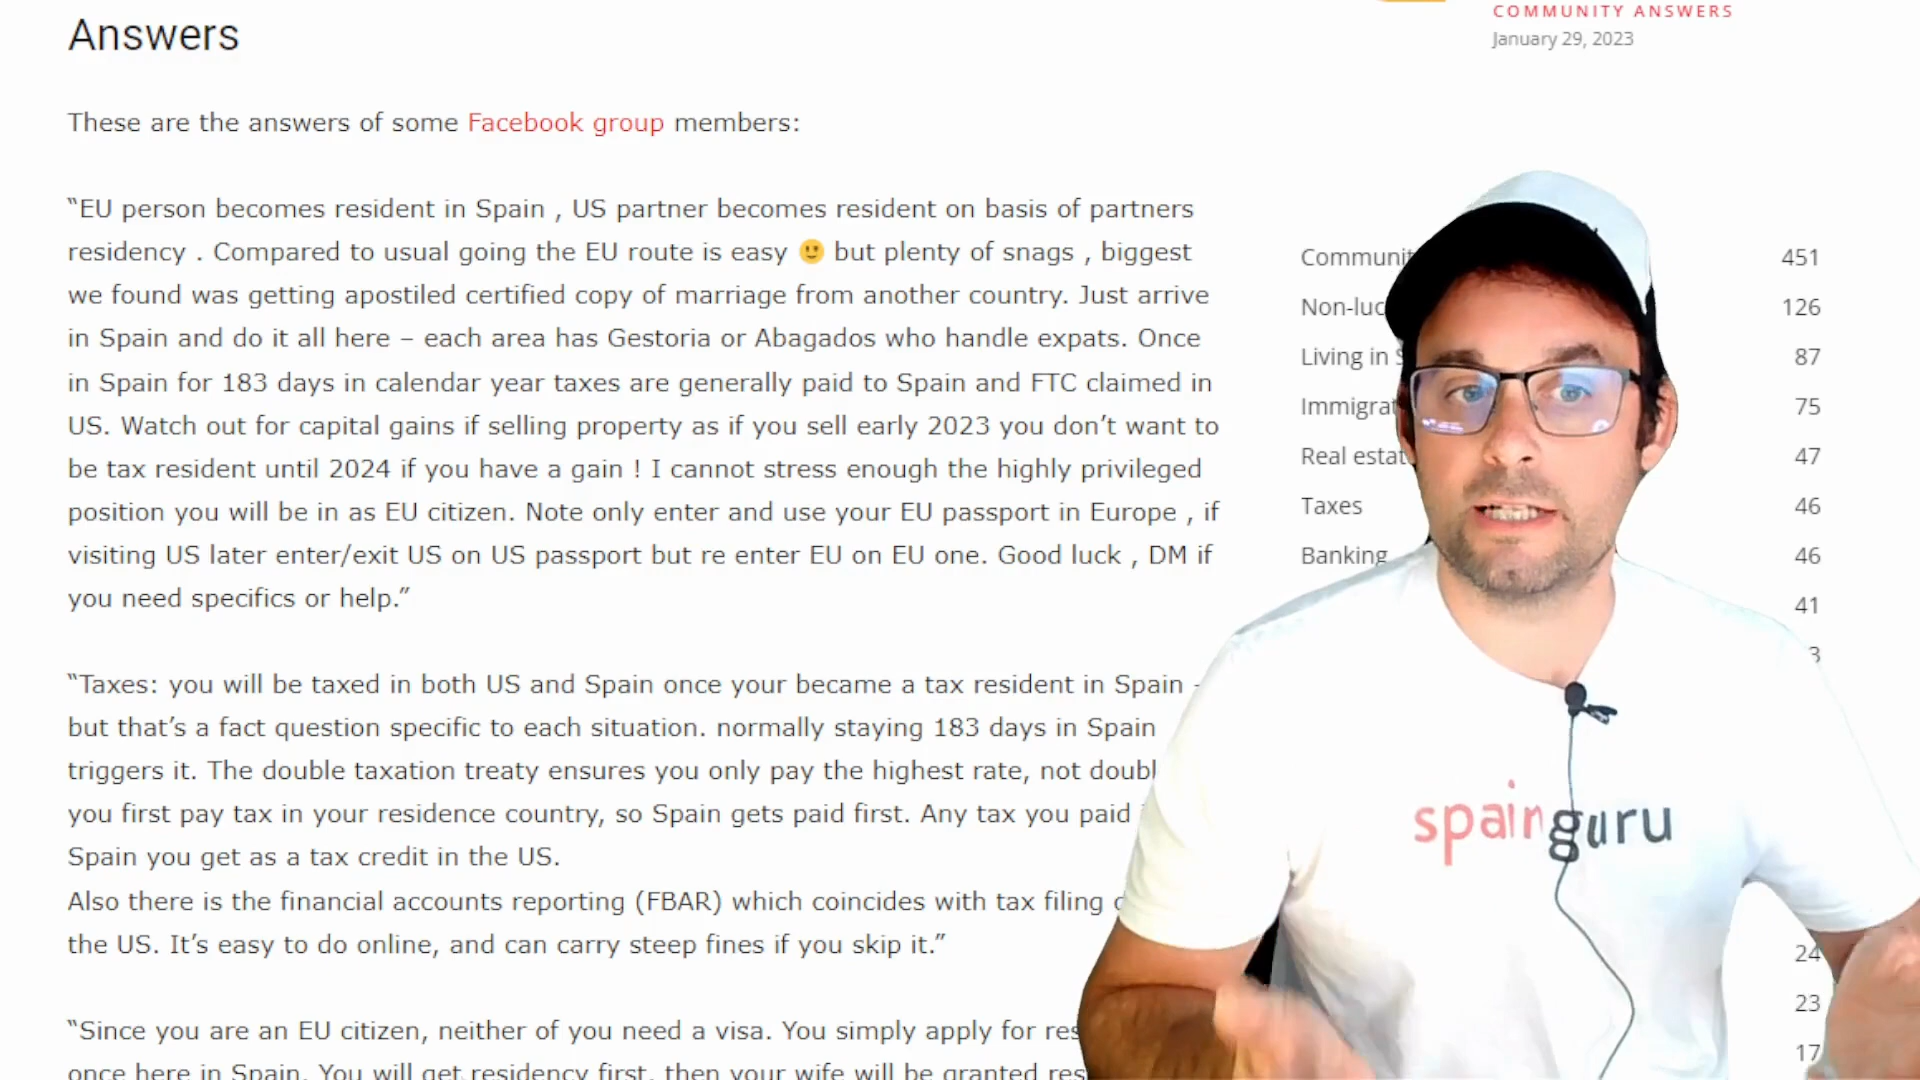 Answers
COMMUNITY ANSWERS
January 29, 2023
These are the answers of some Facebook group members:
“EU person becomes resident in Spain , US partner becomes resident on basis of partners
residency . Compared to usual going the EU route is easy 🙂 but plenty of snags , biggest
we found was getting apostiled certified copy of marriage from another country. Just arrive
in Spain and do it all here – each area has Gestoria or Abagados who handle expats. Once
in Spain for 183 days in calendar year taxes are generally paid to Spain and FTC claimed in
US. Watch out for capital gains if selling property as if you sell early 2023 you don’t want to
be tax resident until 2024 if you have a gain ! I cannot stress enough the highly privileged
position you will be in as EU citizen. Note only enter and use your EU passport in Europe , if
visiting US later enter/exit US on US passport but re enter EU on EU one. Good luck , DM if
you need specifics or help.”
“Taxes: you will be taxed in both US and Spain once your became a tax resident in Spain -
but that’s a fact question specific to each situation. normally staying 183 days in Spain
triggers it. The double taxation treaty ensures you only pay the highest rate, not
you first pay tax in your residence country, so Spain gets paid first. Any tax you paid
Spain you get as a tax credit in the US.
Also there is the financial accounts reporting (FBAR) which coincides with tax filing
the US. It’s easy to do online, and can carry steep fines if you skip it.”
“Since you are an EU citizen, neither of you need a visa. You simply apply for
once here in Spain. You will get residency first, then your wife will be granted
451
126
Living in
87
75
Real
47
Taxes
46
Banking
46
41
24
23
17
spainguru